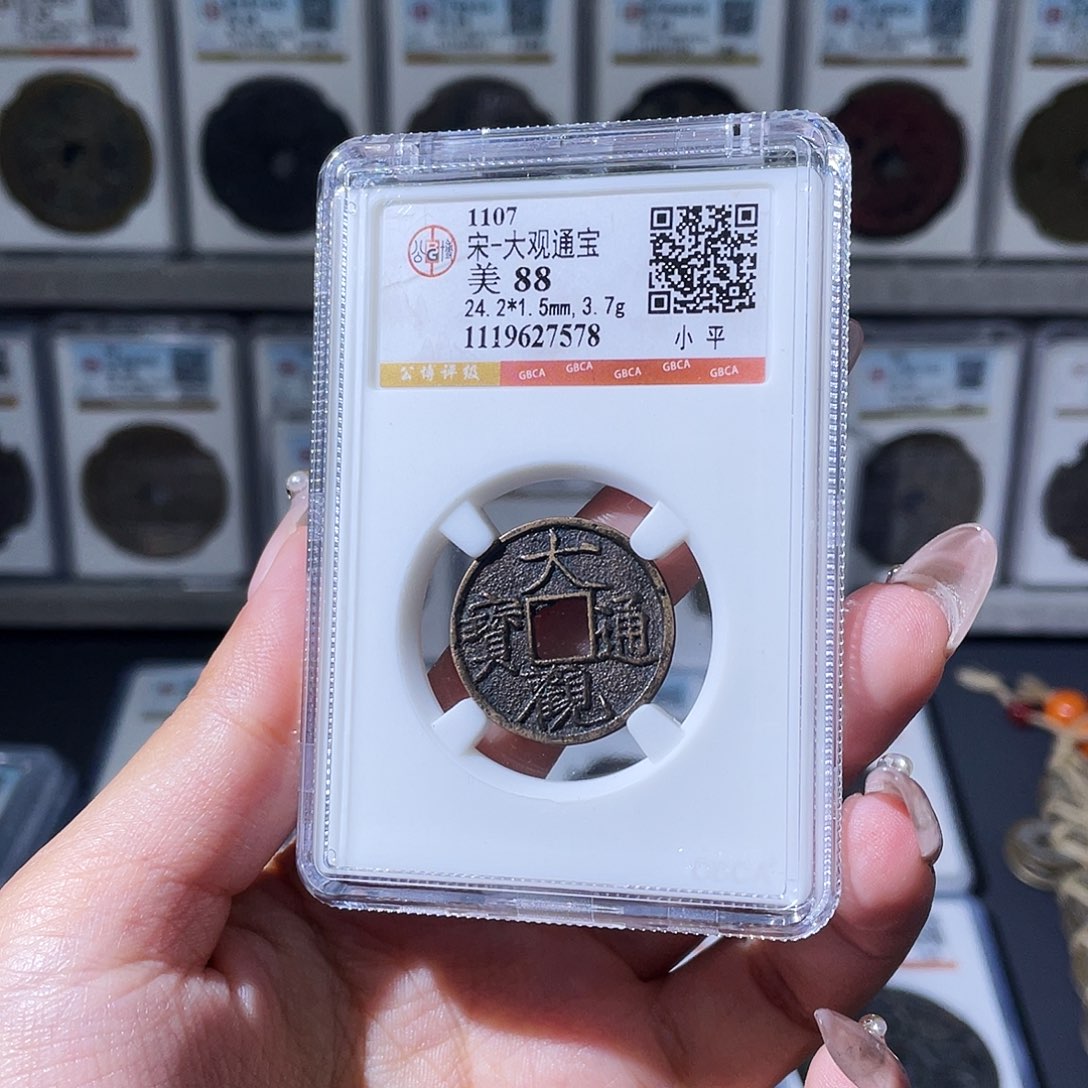 1107
宋-大观通宝
美 88
24.2*1.5mm,3.7g
1119627578
小平
公博评级 GBCA GBCA GBCA GBCA GBCA
大
寶 通
觀